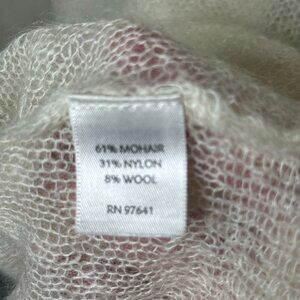 61% MOHAIR
31% NYLON
8% WOOL
RN 97641